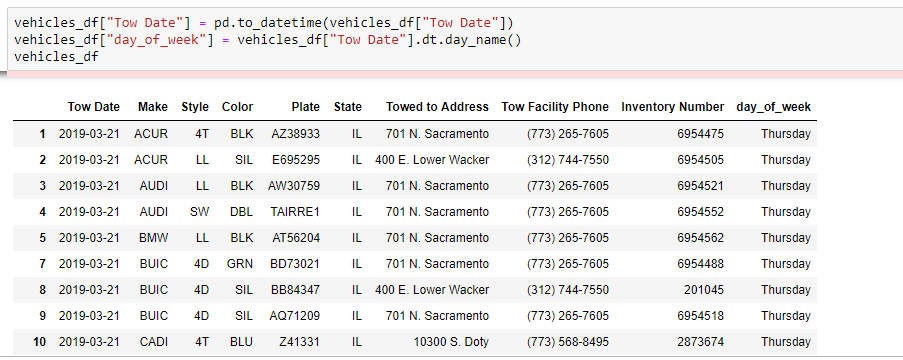 vehicles_df["Tow Date"] = pd.to_datetime(vehicles_df["Tow Date"])
vehicles_df["day_of_week"] = vehicles_df["Tow Date"].dt.day_name()
vehicles_df
Tow Date Make Style Color Plate State Towed to Address Tow Facility Phone Inventory Number day_of_week
1 2019-03-21 ACUR 4T BLK AZ38933 IL 701 N. Sacramento (773) 265-7605 6954475 Thursday
2 2019-03-21 ACUR LL SIL E695295 IL 400 E. Lower Wacker (312) 744-7550 6954505 Thursday
3 2019-03-21 AUDI LL BLK AW30759 IL 701 N. Sacramento (773) 265-7605 6954521 Thursday
4 2019-03-21 AUDI SW DBL TAIRRE1 IL 701 N. Sacramento (773) 265-7605 6954552 Thursday
5 2019-03-21 BMW LL BLK AT56204 IL 701 N. Sacramento (773) 265-7605 6954562 Thursday
7 2019-03-21 BUIC 4D GRN BD73021 IL 701 N. Sacramento (773) 265-7605 6954488 Thursday
8 2019-03-21 BUIC 4D SIL BB84347 IL 400 E. Lower Wacker (312) 744-7550 201045 Thursday
9 2019-03-21 BUIC 4D SIL AQ71209 IL 701 N. Sacramento (773) 265-7605 6954518 Thursday
10 2019-03-21 CADI 4T BLU Z41331 IL 10300 S. Doty (773) 568-8495 2873674 Thursday